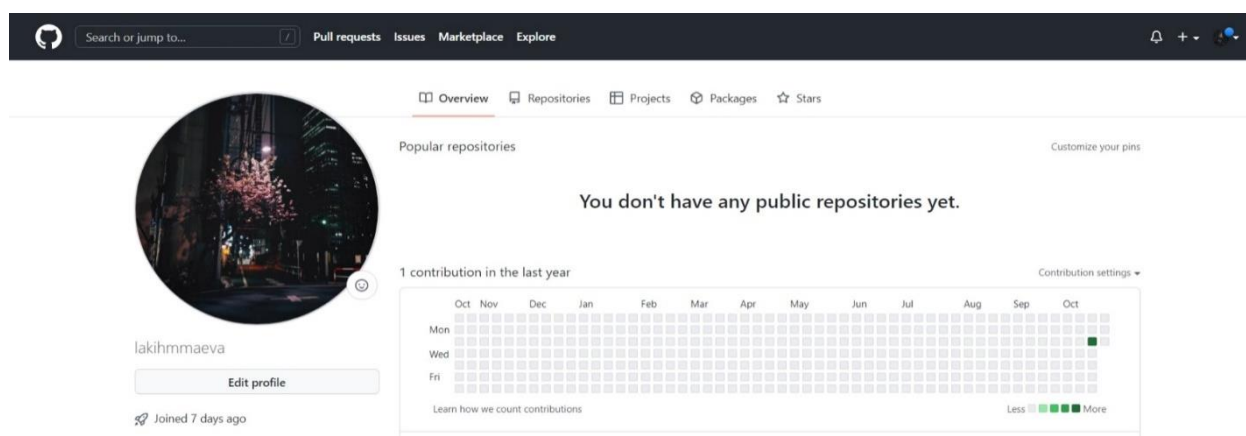 Search or jump to... / Pull requests Issues Marketplace Explore
Overview Repositories Projects Packages Stars
Popular repositories Customize your pins
You don't have any public repositories yet.
1 contribution in the last year Contribution settings
Oct Nov Dec Jan Feb Mar Apr May Jun Jul Aug Sep Oct
Mon
Wed
Fri
Learn how we count contributions Less More
lakihmmaeva
Edit profile
Joined 7 days ago